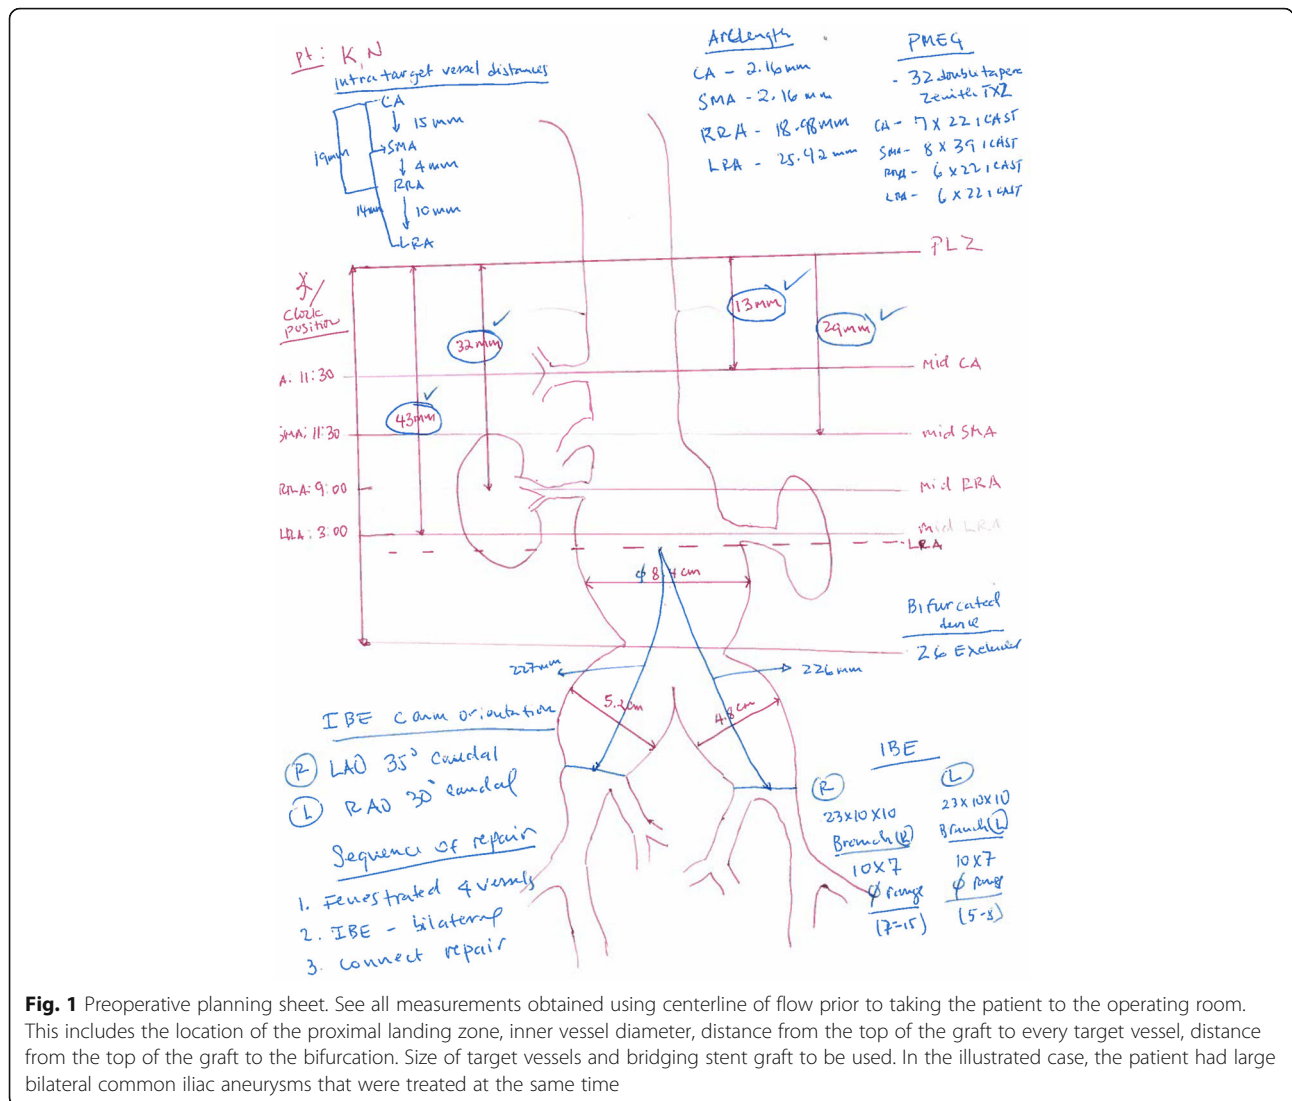 pt: K,N
intra target vessel distances
CA
15 mm
SMA
19mm
4 mm
RRA
14mm
10 mm
LRA
Arclength
CA - 2.16 mm
SMA - 2.16 mm
RRA - 18.98 mm
LRA - 25.42 mm
PMEG
- 32 double taper
Zenith TX2
CA - 7 X 22 iCAST
SMA - 8 X 39 iCAST
RRA - 6 X 22 iCAST
LRA - 6 X 22 iCAST
PLZ
Clock
position
13mm
29mm
32mm
mid CA
A: 11:30
43mm
SMA: 11:30
mid SMA
RRA: 9:00
mid RRA
LRA: 3:00
mid LRA
LRA
ϕ 8.4 cm
Bifurcated
device
26 Excluder
227mm
226mm
5.2cm
4.8 cm
IBE Carm orientation
R LAO 35° caudal
L RAO 30° caudal
Sequence of repair
1. Fenestrated 4 vessels
2. IBE - bilateral
3. Connect repair
IBE
R
23X10X10
Branch R
10X7
ϕ range
(7-15)
L
23X10X10
Branch L
10X7
ϕ range
(5-8)
Fig. 1 Preoperative planning sheet. See all measurements obtained using centerline of flow prior to taking the patient to the operating room.
This includes the location of the proximal landing zone, inner vessel diameter, distance from the top of the graft to every target vessel, distance
from the top of the graft to the bifurcation. Size of target vessels and bridging stent graft to be used. In the illustrated case, the patient had large
bilateral common iliac aneurysms that were treated at the same time